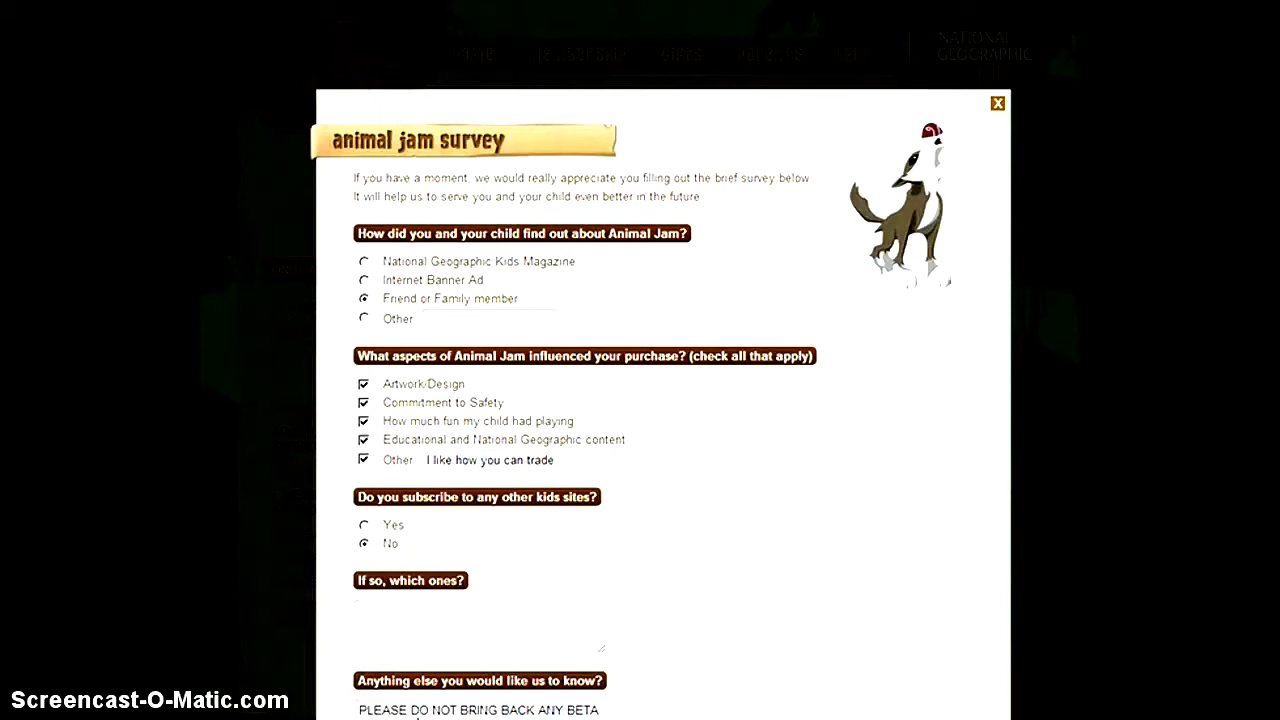 NATIONAL
GEOGRAPHIC
X
animal jam survey
If you have a moment, we would really appreciate you filling out the brief survey below
It will help us to serve you and your child even better in the future
How did you and your child find out about Animal Jam?
National Geographic Kids Magazine
Internet Banner Ad
Friend or Family member
Other
What aspects of Animal Jam influenced your purchase? (check all that apply)
Artwork/Design
Commitment to Safety
How much fun my child had playing
Educational and National Geographic content
Other I like how you can trade
Do you subscribe to any other kids sites?
Yes
No
If so, which ones?
Anything else you would like us to know?
PLEASE DO NOT BRING BACK ANY BETA
Screencast-O-Matic.com